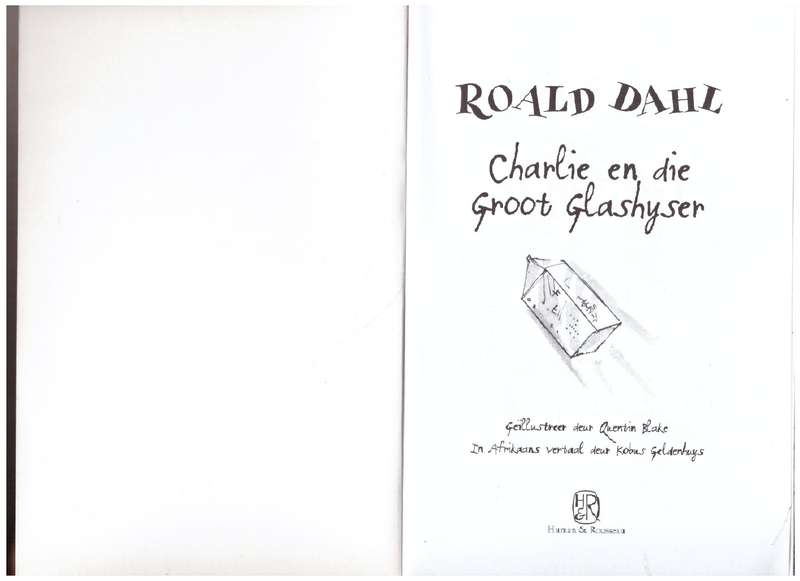 ROALD DAHL
Charlie en die
Groot Glashyser
Geïllustreer deur Quentin Blake
In Afrikaans vertaal deur Kobus Geldenhuys
H&R
Human & Rousseau